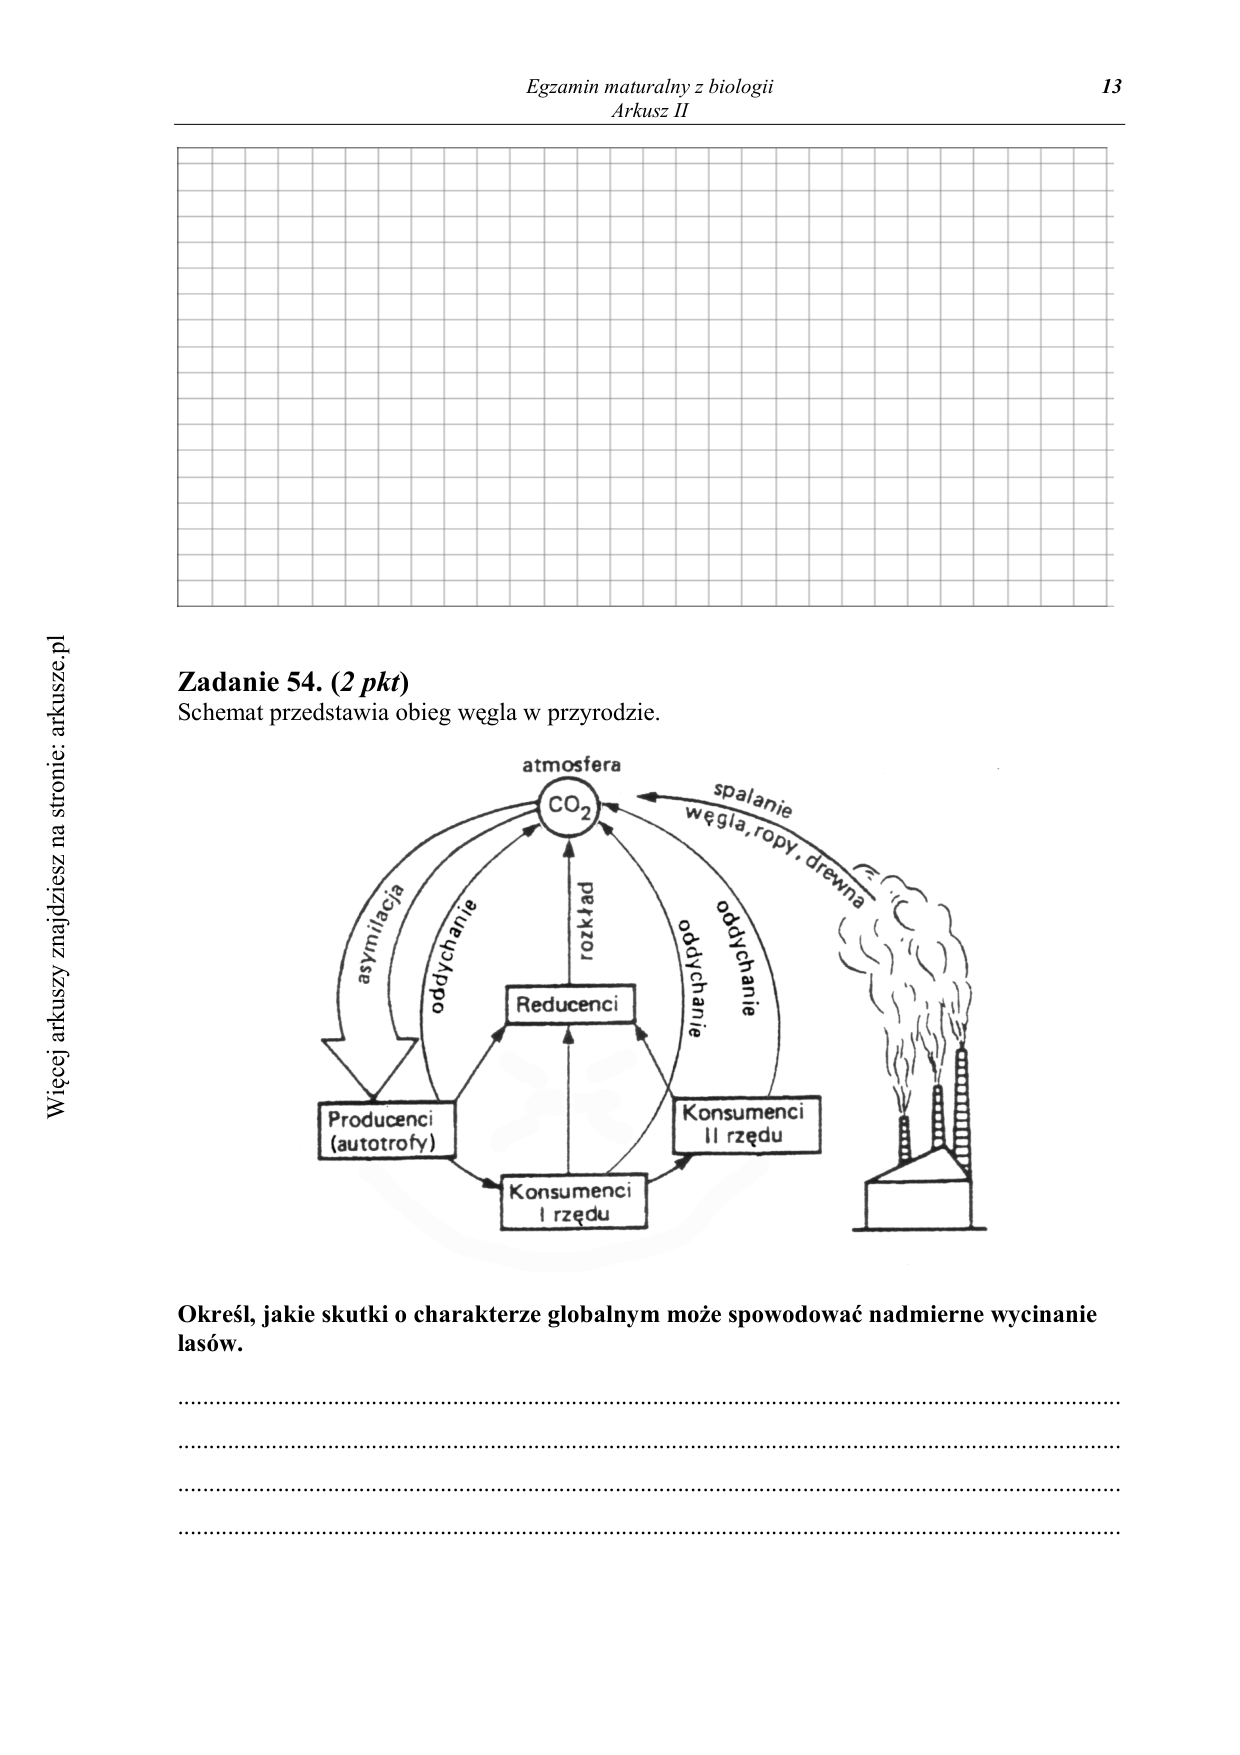 Egzamin maturalny z biologii
13
Arkusz II
Zadanie 54. (2 pkt)
Schemat przedstawia obieg węgla w przyrodzie.
atmosfera
CO₂
spalanie
węgla, ropy, drewna
asymilacja
oddychanie
rozkład
oddychanie
oddychanie
Reducenci
Producenci
(autotrofy)
Konsumenci
II rzędu
Konsumenci
I rzędu
Określ, jakie skutki o charakterze globalnym może spowodować nadmierne wycinanie
lasów.
Więcej arkuszy znajdziesz na stronie: arkusze.pl